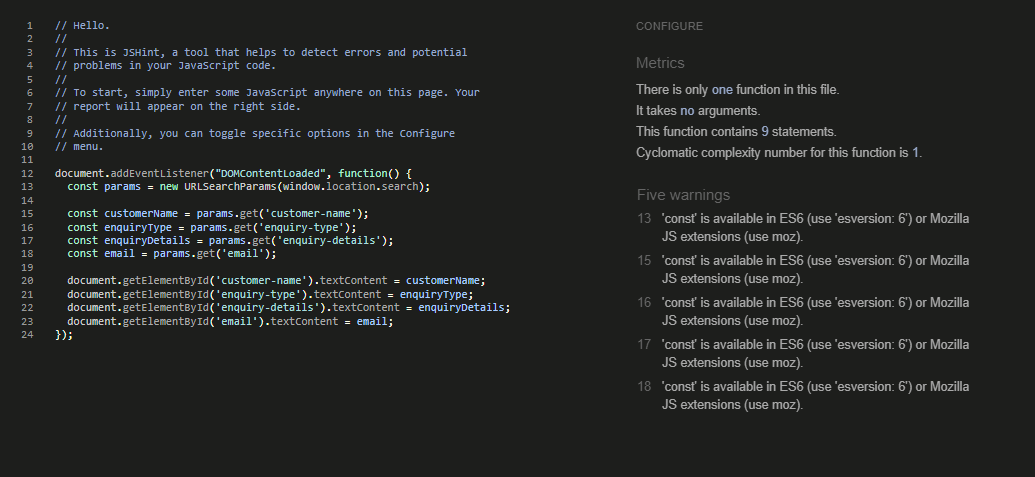 1 // Hello.
2 //
3 // This is JSHint, a tool that helps to detect errors and potential
4 // problems in your JavaScript code.
5 //
6 // To start, simply enter some JavaScript anywhere on this page. Your
7 // report will appear on the right side.
8 //
9 // Additionally, you can toggle specific options in the Configure
10 // menu.
11
12 document.addEventListener("DOMContentLoaded", function() {
13   const params = new URLSearchParams(window.location.search);
14
15   const customerName = params.get('customer-name');
16   const enquiryType = params.get('enquiry-type');
17   const enquiryDetails = params.get('enquiry-details');
18   const email = params.get('email');
19
20   document.getElementById('customer-name').textContent = customerName;
21   document.getElementById('enquiry-type').textContent = enquiryType;
22   document.getElementById('enquiry-details').textContent = enquiryDetails;
23   document.getElementById('email').textContent = email;
24 });
CONFIGURE
Metrics
There is only one function in this file.
It takes no arguments.
This function contains 9 statements.
Cyclomatic complexity number for this function is 1.
Five warnings
13 'const' is available in ES6 (use 'esversion: 6') or Mozilla
JS extensions (use moz).
15 'const' is available in ES6 (use 'esversion: 6') or Mozilla
JS extensions (use moz).
16 'const' is available in ES6 (use 'esversion: 6') or Mozilla
JS extensions (use moz).
17 'const' is available in ES6 (use 'esversion: 6') or Mozilla
JS extensions (use moz).
18 'const' is available in ES6 (use 'esversion: 6') or Mozilla
JS extensions (use moz).